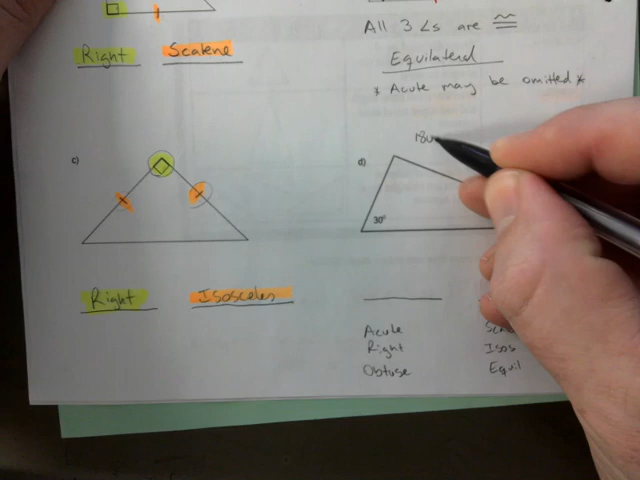 All 3 ∠s are ≅
Right Scalene
Equilateral
* Acute may be omitted *
c)
d)
30°
Right Isosceles
Acute
Right Isos
Obtuse Equil